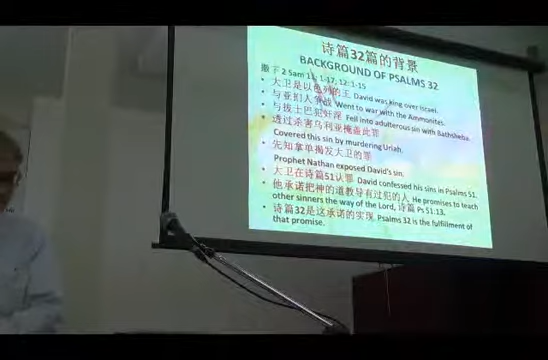 诗篇32篇的背景
BACKGROUND OF PSALMS 32
撒下 2 Sam 11, 1-17; 12: 1-15
• 大卫是以色列的王 David was king over Israel.
• 与亚扪人争战 Went to war with the Ammonites.
• 与拔士巴犯奸淫 Fell into adulterous sin with Bathsheba.
• 透过杀害乌利亚掩盖此罪
Covered this sin by murdering Uriah.
• 先知拿单揭发大卫的罪
Prophet Nathan exposed David's sin.
• 大卫在诗篇51认罪 David confessed his sins in Psalms 51.
• 他承诺把神的道教导有过犯的人 He promises to teach
other sinners the way of the Lord, 诗篇 Ps 51:13.
• 诗篇32是这承诺的实现 Psalms 32 is the fulfillment of
that promise.